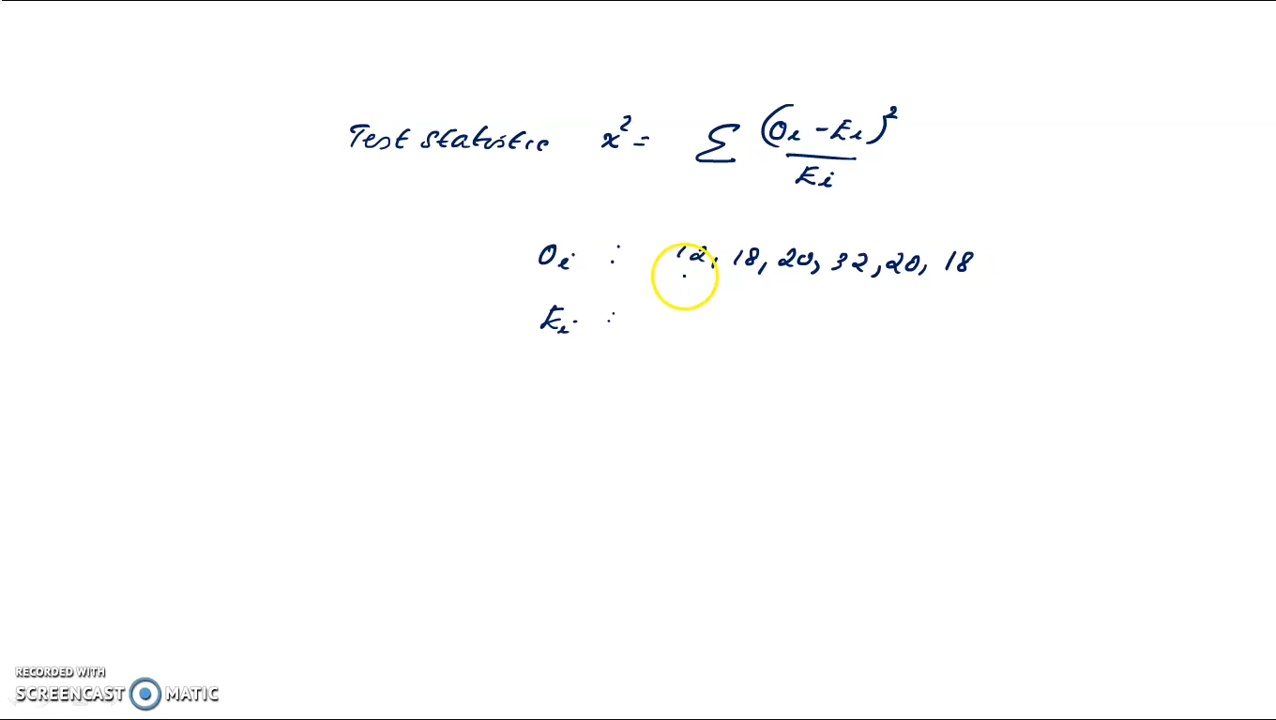 Test Statistic x² = Σ (Oi - Ei)² / Ei
Oi : 12, 18, 20, 32, 20, 18
Ei :
RECORDED WITH
SCREENCAST MATIC